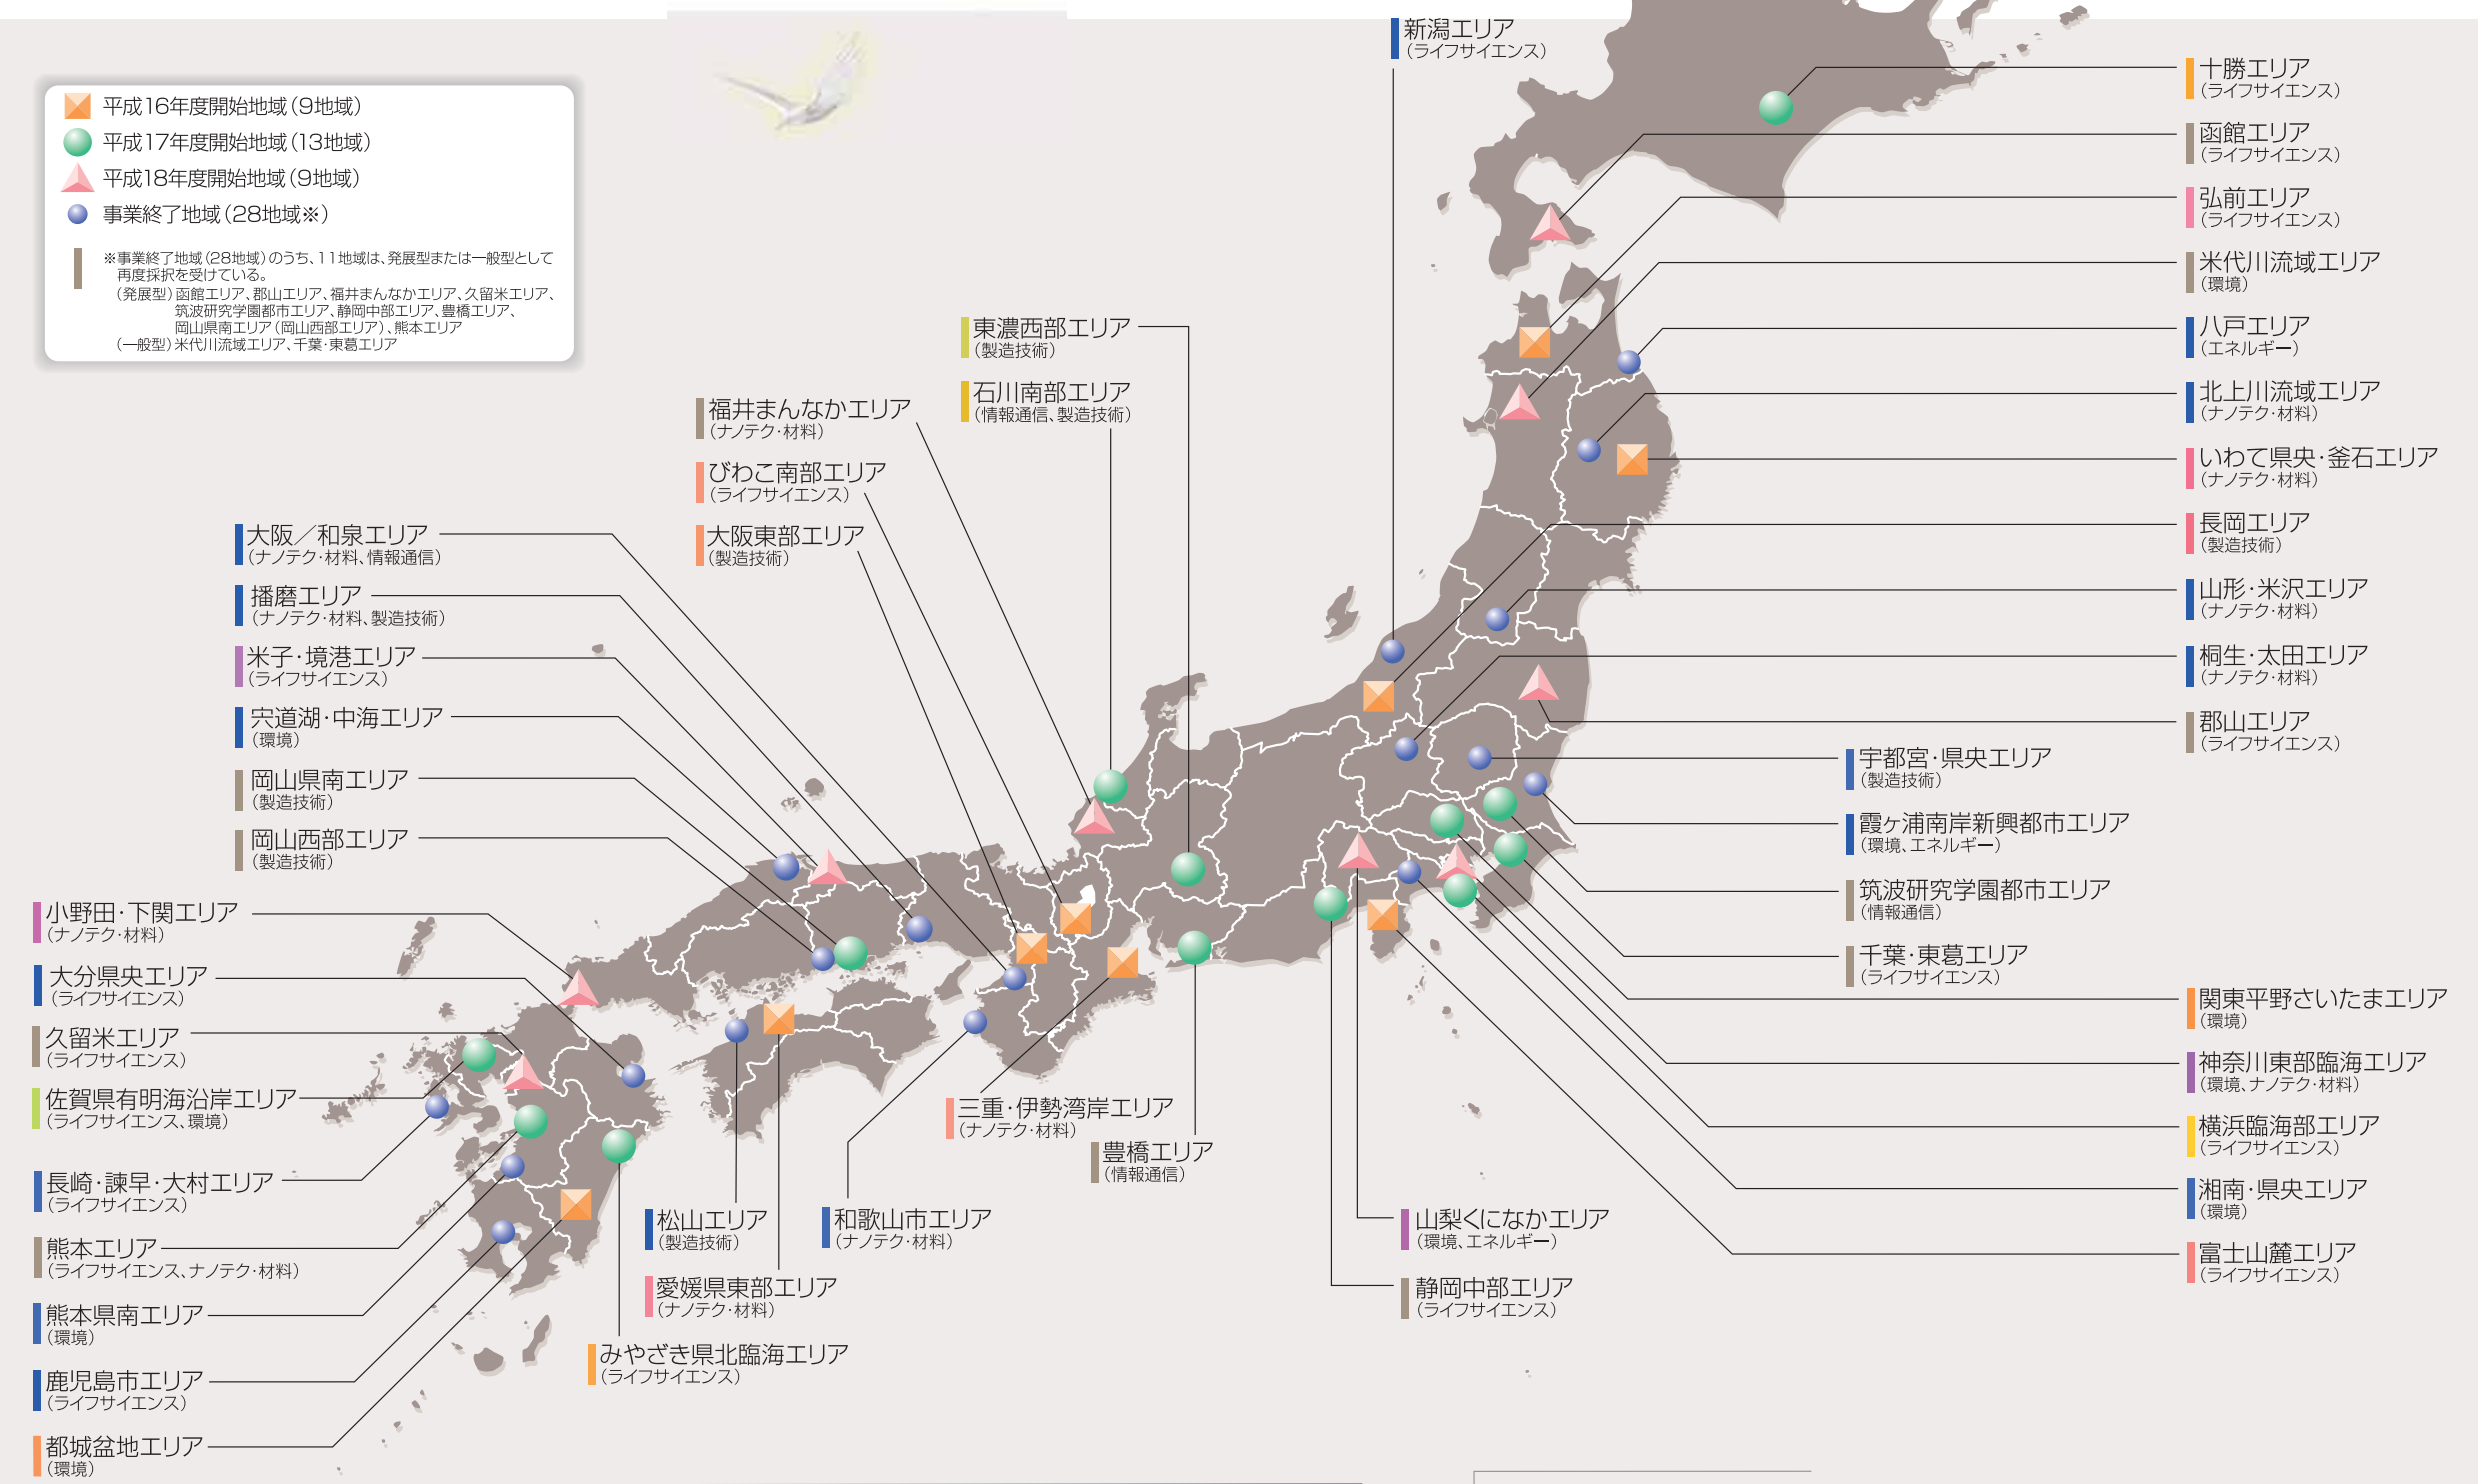 平成16年度開始地域（9地域）
平成17年度開始地域（13地域）
平成18年度開始地域（9地域）
事業終了地域（28地域※）
※事業終了地域（28地域）のうち、11地域は、発展型または一般型として
再度採択を受けている。
（発展型）函館エリア、郡山エリア、福井まんなかエリア、久留米エリア、
筑波研究学園都市エリア、静岡中部エリア、豊橋エリア、
岡山県南エリア（岡山西部エリア）、熊本エリア
（一般型）米代川流域エリア、千葉・東葛エリア
新潟エリア
（ライフサイエンス）
十勝エリア
（ライフサイエンス）
函館エリア
（ライフサイエンス）
弘前エリア
（ライフサイエンス）
米代川流域エリア
（環境）
八戸エリア
（エネルギー）
北上川流域エリア
（ナノテク・材料）
いわて県央・釜石エリア
（ナノテク・材料）
長岡エリア
（製造技術）
山形・米沢エリア
（ナノテク・材料）
桐生・太田エリア
（ナノテク・材料）
郡山エリア
（ライフサイエンス）
宇都宮・県央エリア
（製造技術）
霞ヶ浦南岸新興都市エリア
（環境、エネルギー）
筑波研究学園都市エリア
（情報通信）
千葉・東葛エリア
（ライフサイエンス）
関東平野さいたまエリア
（環境）
神奈川東部臨海エリア
（環境、ナノテク・材料）
横浜臨海部エリア
（ライフサイエンス）
湘南・県央エリア
（環境）
富士山麓エリア
（ライフサイエンス）
東濃西部エリア
（製造技術）
石川南部エリア
（情報通信、製造技術）
福井まんなかエリア
（ナノテク・材料）
びわこ南部エリア
（ライフサイエンス）
大阪東部エリア
（製造技術）
大阪／和泉エリア
（ナノテク・材料、情報通信）
播磨エリア
（ナノテク・材料、製造技術）
米子・境港エリア
（ライフサイエンス）
宍道湖・中海エリア
（環境）
岡山県南エリア
（製造技術）
岡山西部エリア
（製造技術）
小野田・下関エリア
（ナノテク・材料）
大分県央エリア
（ライフサイエンス）
久留米エリア
（ライフサイエンス）
佐賀県有明海沿岸エリア
（ライフサイエンス、環境）
長崎・諫早・大村エリア
（ライフサイエンス）
熊本エリア
（ライフサイエンス、ナノテク・材料）
熊本県南エリア
（環境）
鹿児島市エリア
（ライフサイエンス）
都城盆地エリア
（環境）
三重・伊勢湾岸エリア
（ナノテク・材料）
豊橋エリア
（情報通信）
松山エリア
（製造技術）
和歌山市エリア
（ナノテク・材料）
愛媛県東部エリア
（ナノテク・材料）
みやざき県北臨海エリア
（ライフサイエンス）
山梨くになかエリア
（環境、エネルギー）
静岡中部エリア
（ライフサイエンス）